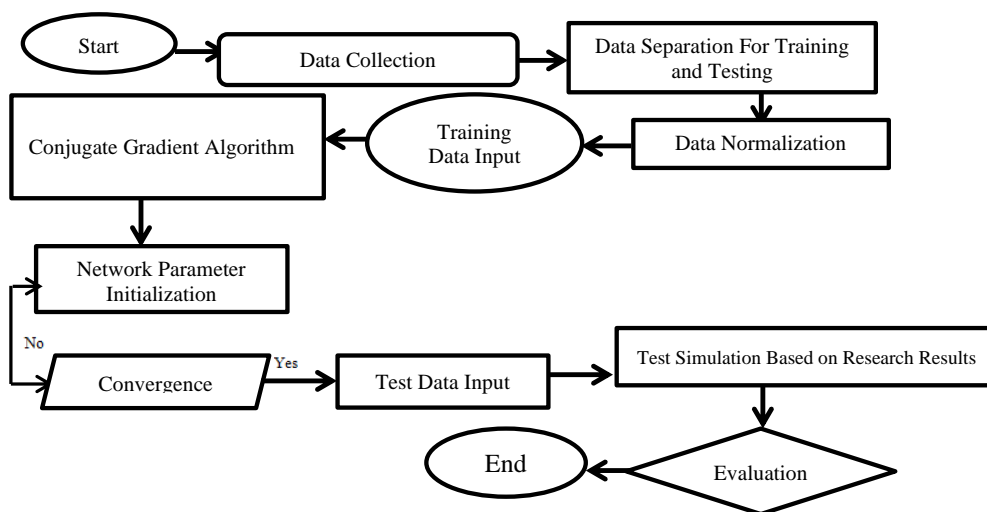 Start
Data Collection
Data Separation For Training
and Testing
Data Normalization
Training
Data Input
Conjugate Gradient Algorithm
Network Parameter
Initialization
No
Convergence
Yes
Test Data Input
Test Simulation Based on Research Results
Evaluation
End